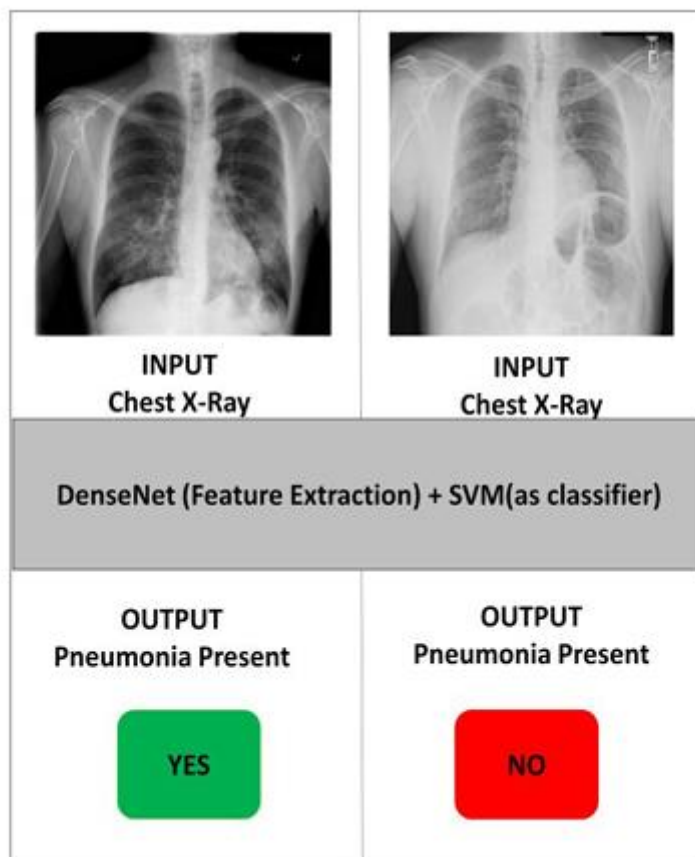 INPUT
Chest X-Ray
INPUT
Chest X-Ray
DenseNet (Feature Extraction) + SVM(as classifier)
OUTPUT
Pneumonia Present
YES
OUTPUT
Pneumonia Present
NO